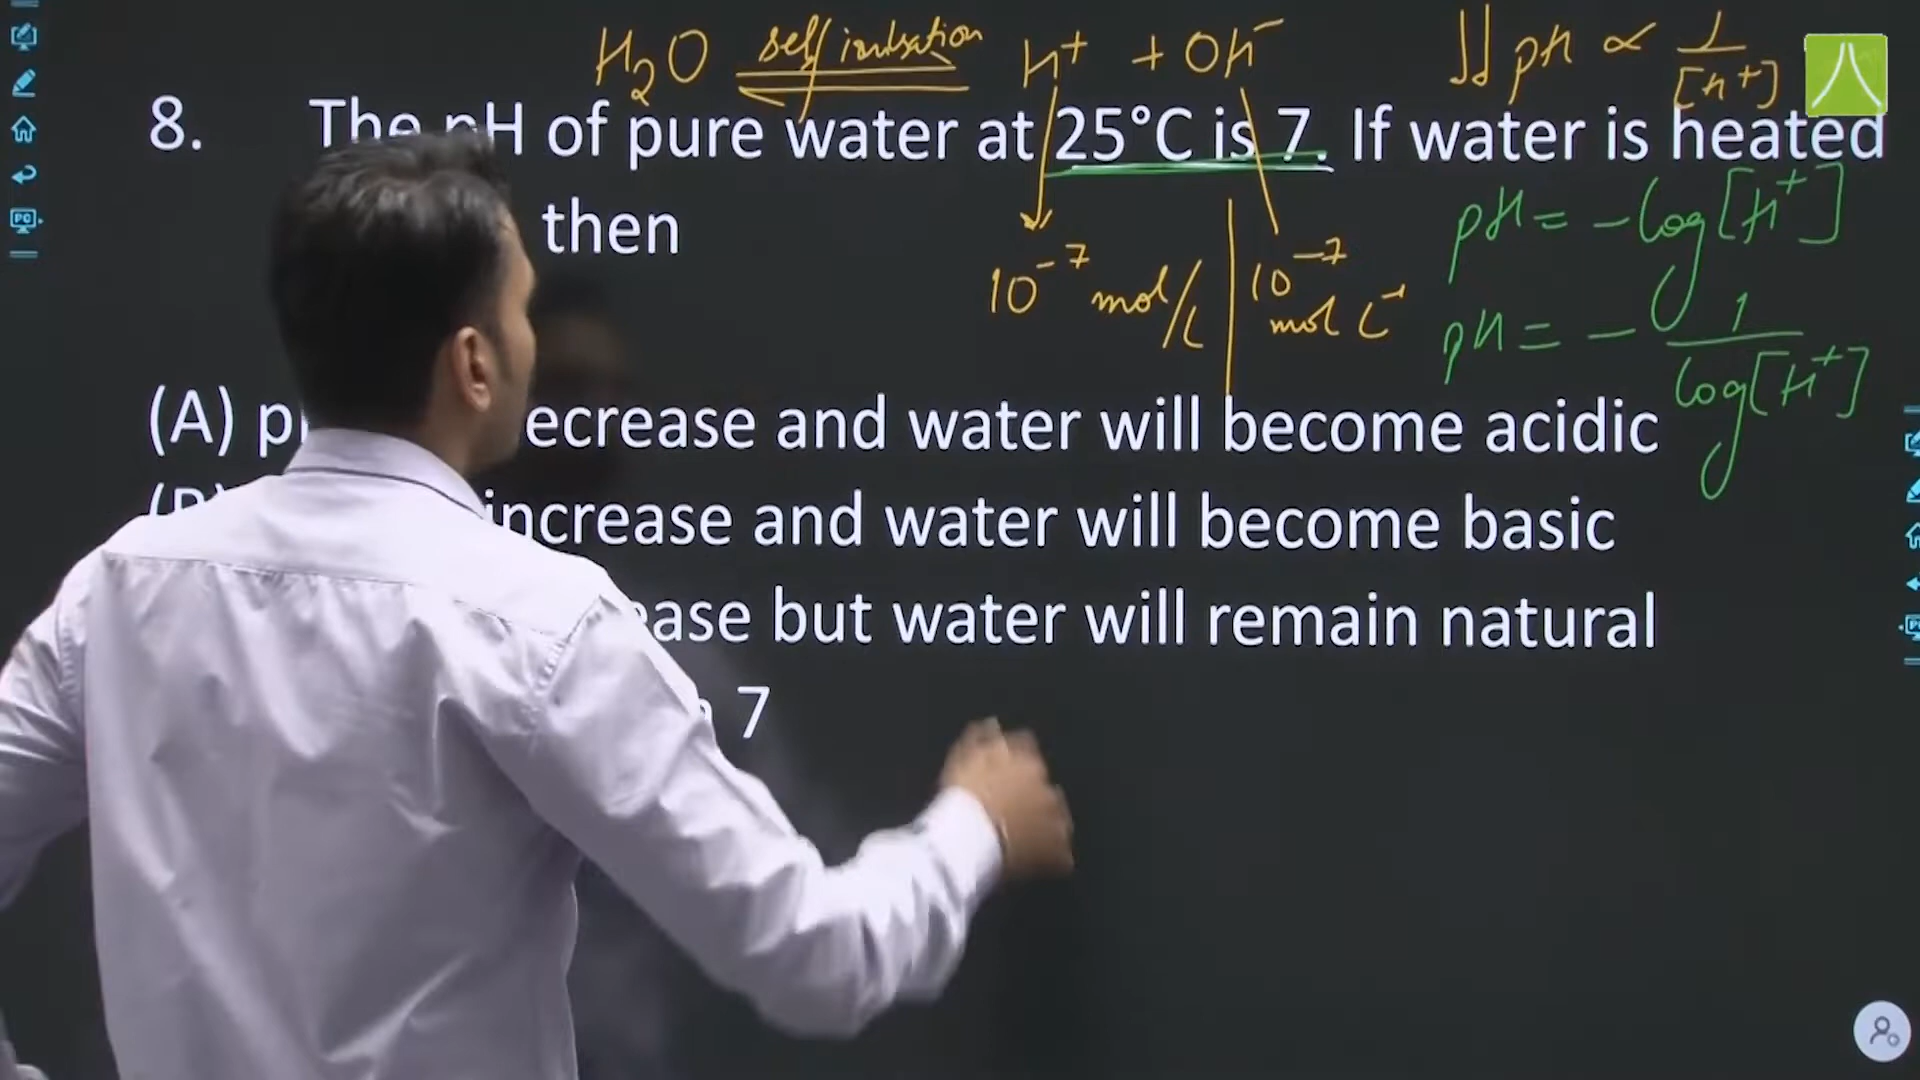 H₂O self ionisation H⁺ + OH⁻
↓↓ pH ∝ 1/[H⁺]
8. The pH of pure water at 25°C is 7. If water is heated
then
10⁻⁷ mol/L
10⁻⁷
mol L⁻¹
pH = -log[H⁺]
pH = - 1/log[H⁺]
(A) p ecrease and water will become acidic
(B) increase and water will become basic
ease but water will remain natural
7
PC